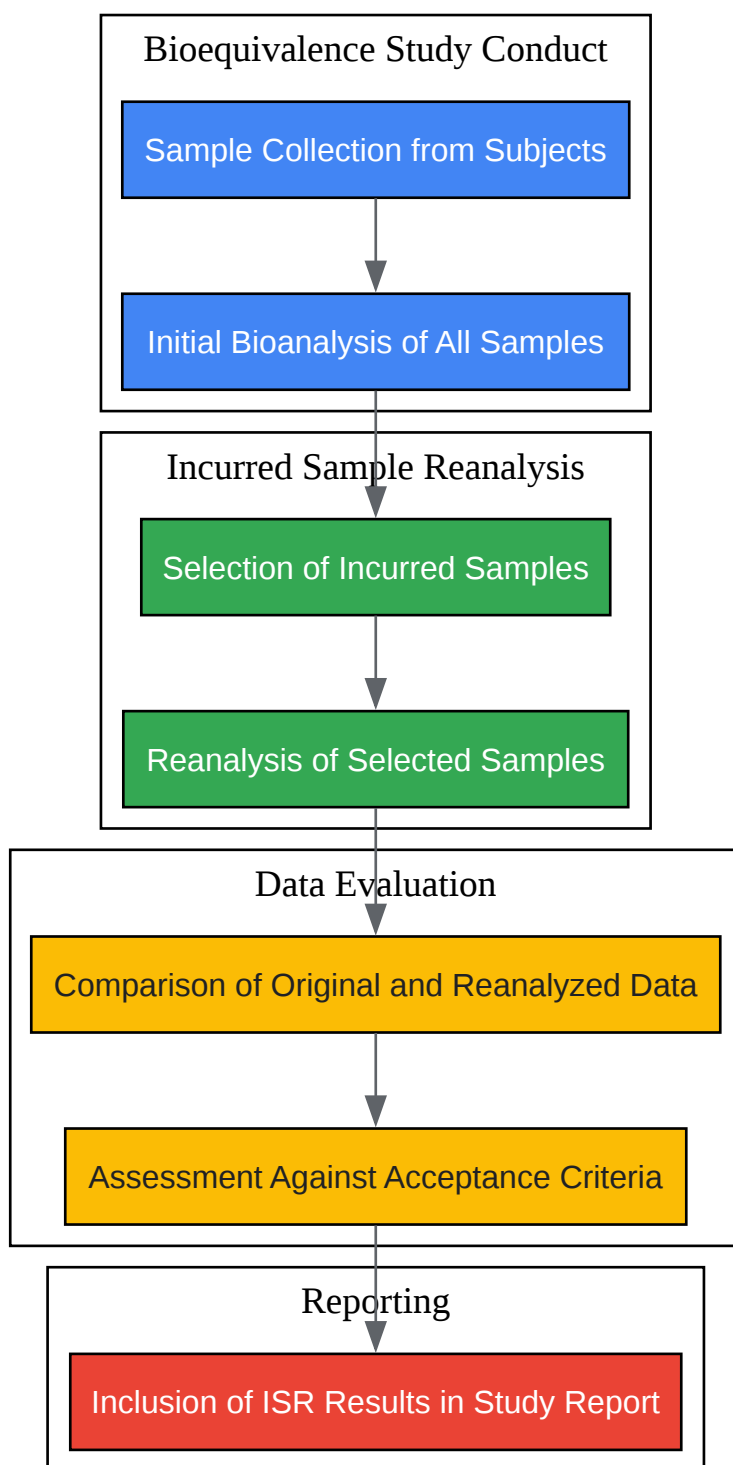 Bioequivalence Study Conduct
Sample Collection from Subjects
Initial Bioanalysis of All Samples
Incurred Sample Reanalysis
Selection of Incurred Samples
Reanalysis of Selected Samples
Data Evaluation
Comparison of Original and Reanalyzed Data
Assessment Against Acceptance Criteria
Reporting
Inclusion of ISR Results in Study Report